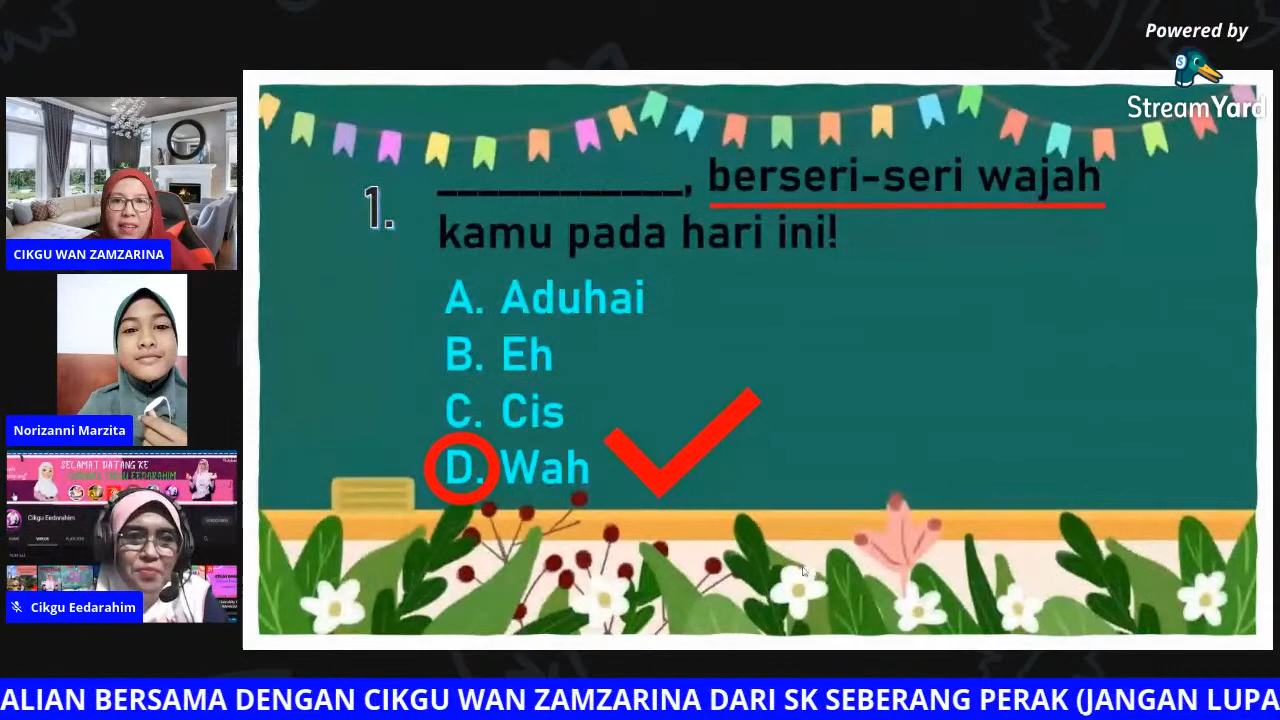 Powered by
StreamYard
CIKGU WAN ZAMZARINA
Norizanni Marzita
SELAMAT DATANG KE
Cikgu Eedarahim
Cikgu Eedarahim
1. ____________, berseri-seri wajah
kamu pada hari ini!
A. Aduhai
B. Eh
C. Cis
D. Wah
ALIAN BERSAMA DENGAN CIKGU WAN ZAMZARINA DARI SK SEBERANG PERAK (JANGAN LUPA